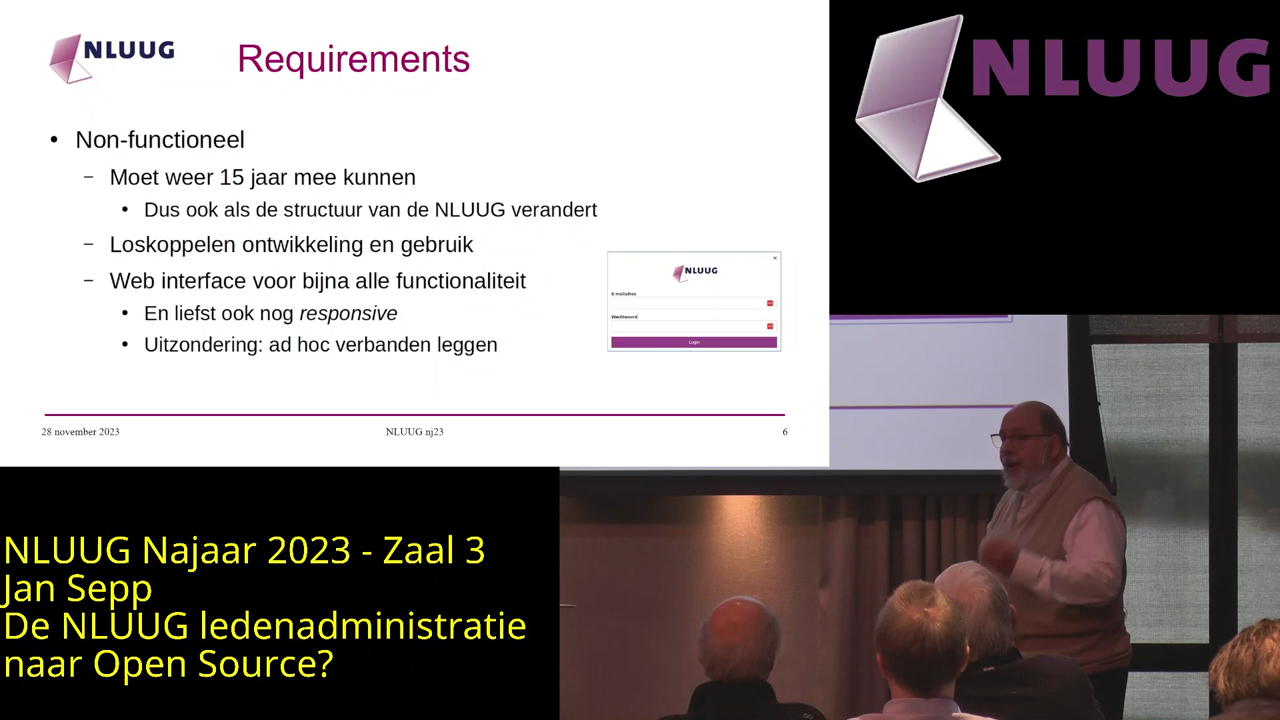 NLUUG
Requirements
• Non-functioneel
– Moet weer 15 jaar mee kunnen
• Dus ook als de structuur van de NLUUG verandert
– Loskoppelen ontwikkeling en gebruik
– Web interface voor bijna alle functionaliteit
• En liefst ook nog responsive
• Uitzondering: ad hoc verbanden leggen
NLUUG
E-mailadres
Wachtwoord
Login
28 november 2023 NLUUG nj23 6
NLUUG
NLUUG Najaar 2023 - Zaal 3
Jan Sepp
De NLUUG ledenadministratie
naar Open Source?